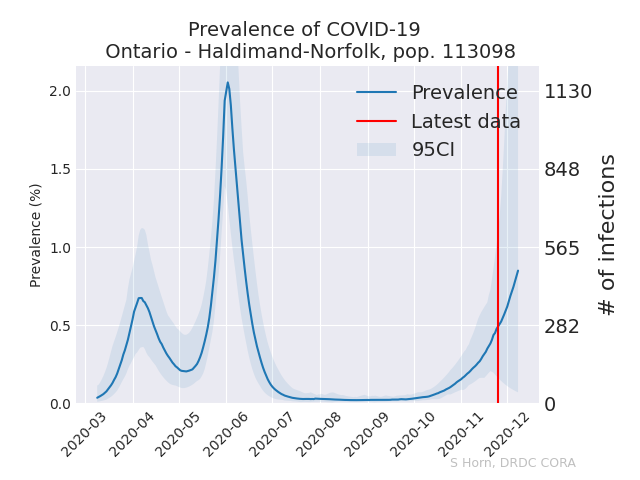 Prevalence of COVID-19
Ontario - Haldimand-Norfolk, pop. 113098
Prevalence
Latest data
95CI
Prevalence (%)
2.0
1.5
1.0
0.5
0.0
1130
848
565
282
0
# of infections
2020-03
2020-04
2020-05
2020-06
2020-07
2020-08
2020-09
2020-10
2020-11
2020-12
S Horn, DRDC CORA